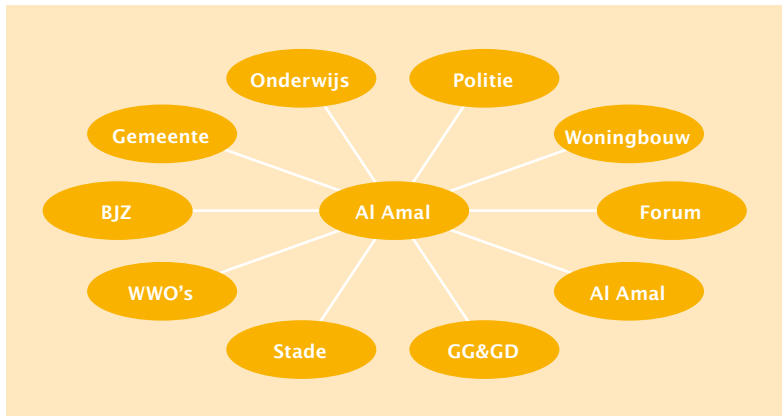 Onderwijs
Politie
Gemeente
Woningbouw
BJZ
Al Amal
Forum
WWO's
Al Amal
Stade
GG&GD